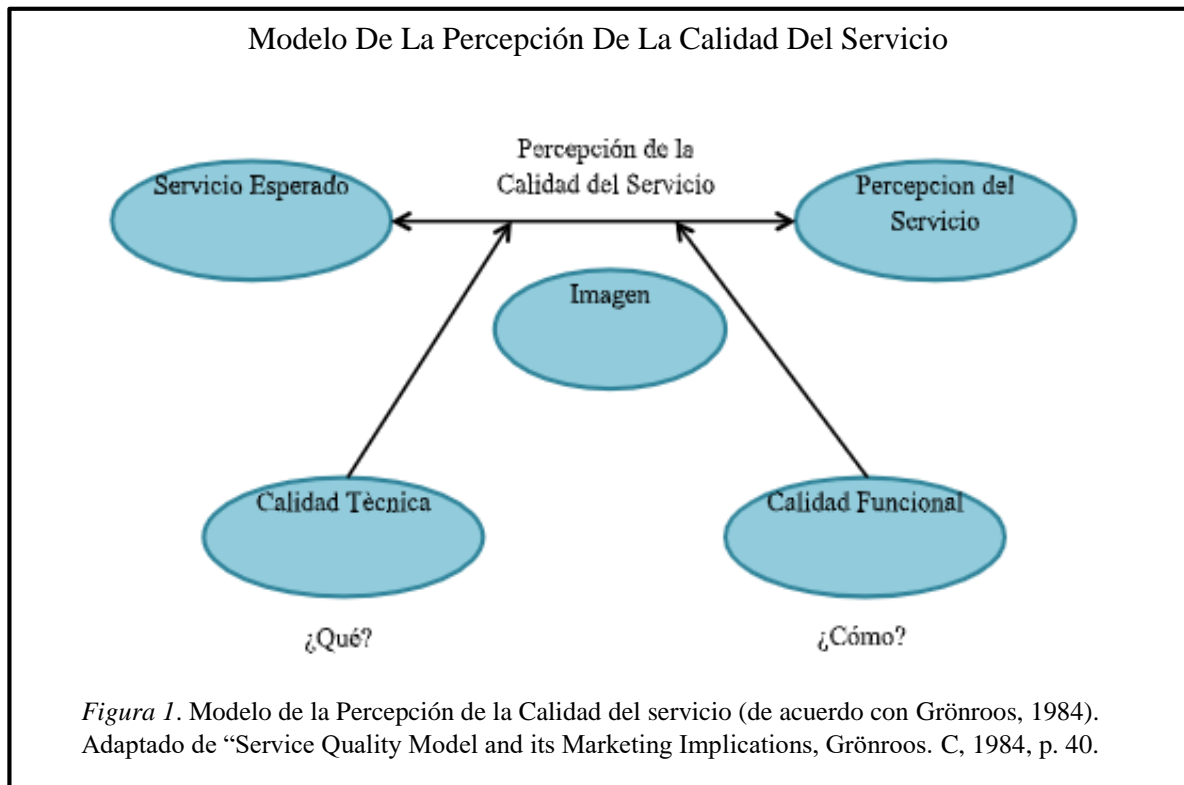 Modelo De La Percepción De La Calidad Del Servicio
Percepción de la
Calidad del Servicio
Servicio Esperado
Percepcion del
Servicio
Imagen
Calidad Tècnica
Calidad Funcional
¿Qué?
¿Cómo?
Figura 1. Modelo de la Percepción de la Calidad del servicio (de acuerdo con Grönroos, 1984).
Adaptado de “Service Quality Model and its Marketing Implications, Grönroos. C, 1984, p. 40.